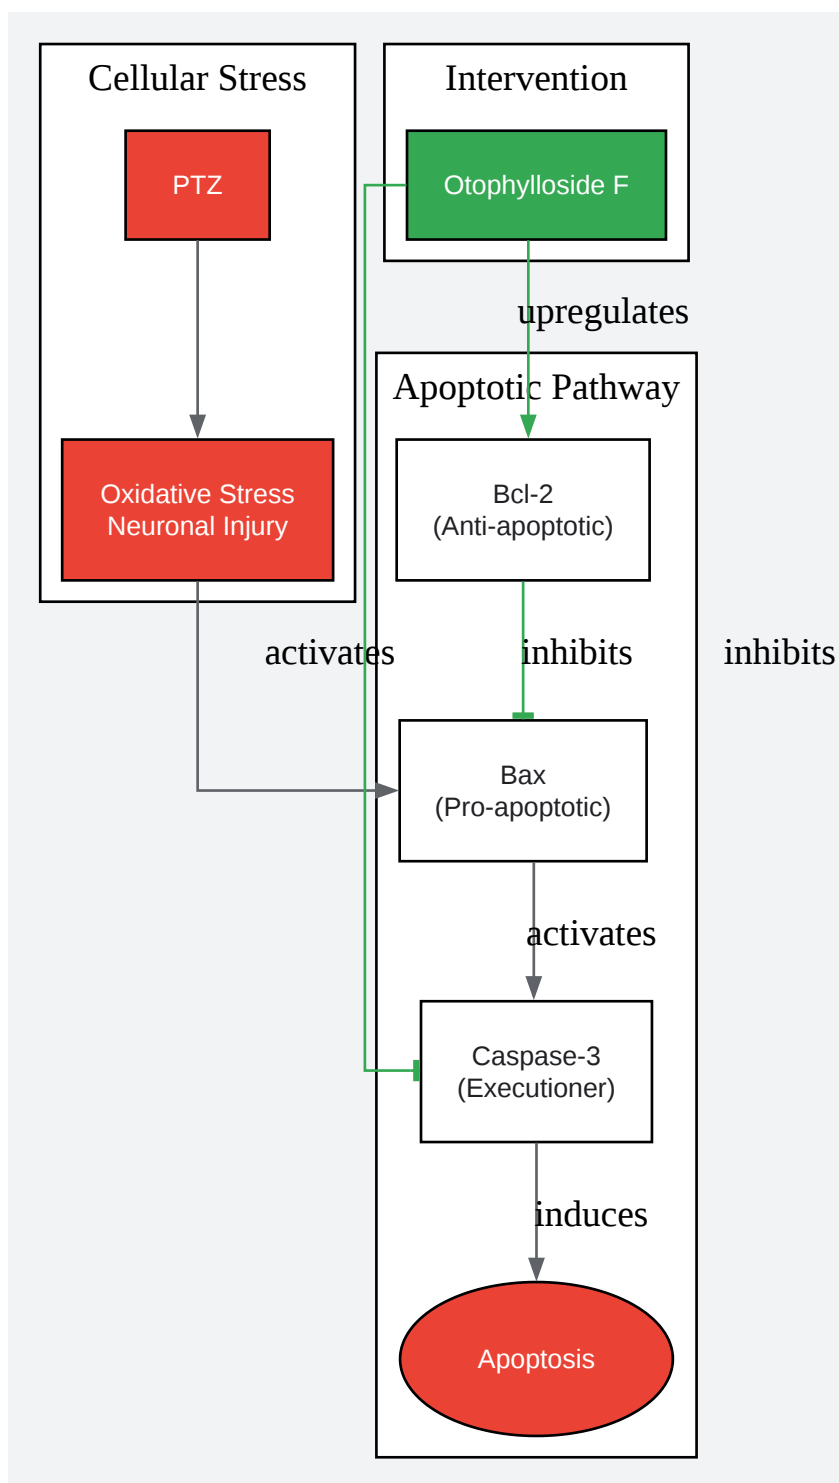 Cellular Stress
Intervention
PTZ
Otophylloside F
upregulates
Apoptotic Pathway
Oxidative Stress
Neuronal Injury
Bcl-2
(Anti-apoptotic)
activates
inhibits
inhibits
Bax
(Pro-apoptotic)
activates
Caspase-3
(Executioner)
induces
Apoptosis